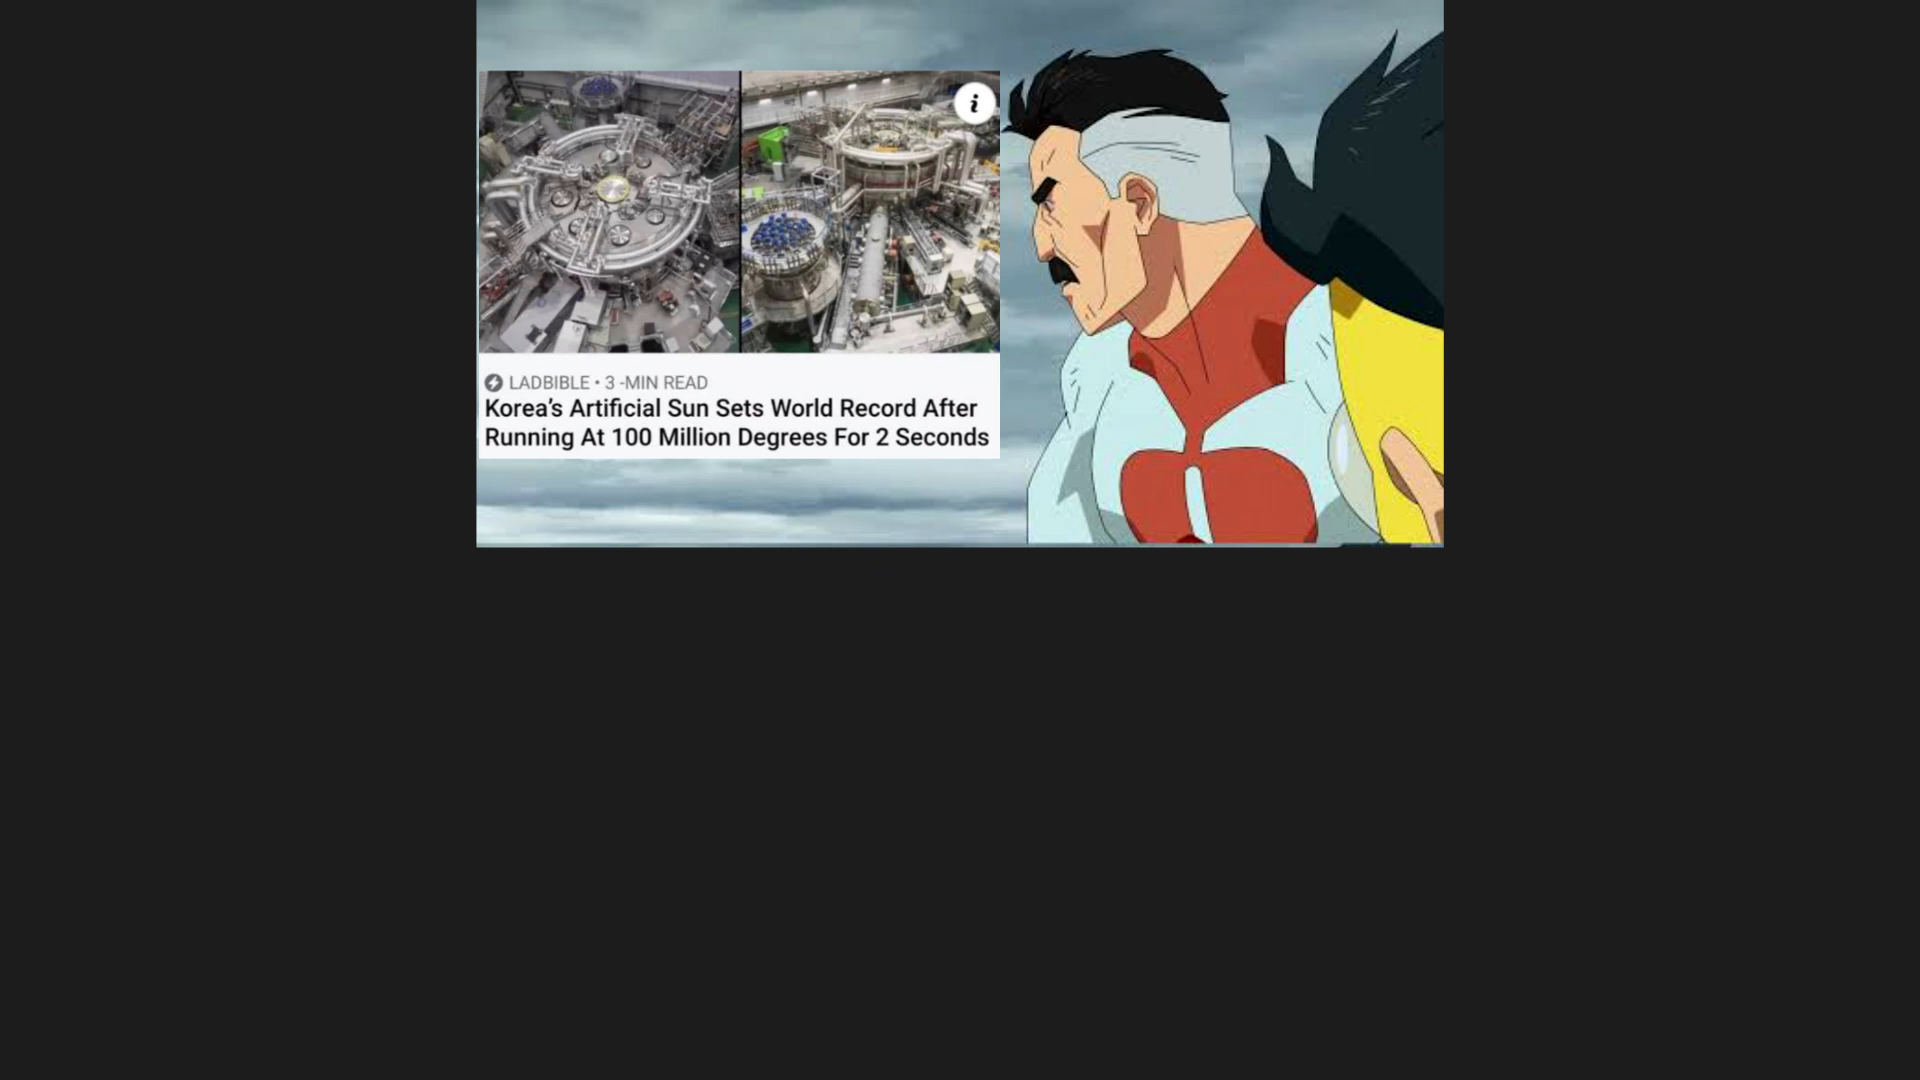 LADBIBLE • 3 -MIN READ
Korea’s Artificial Sun Sets World Record After
Running At 100 Million Degrees For 2 Seconds